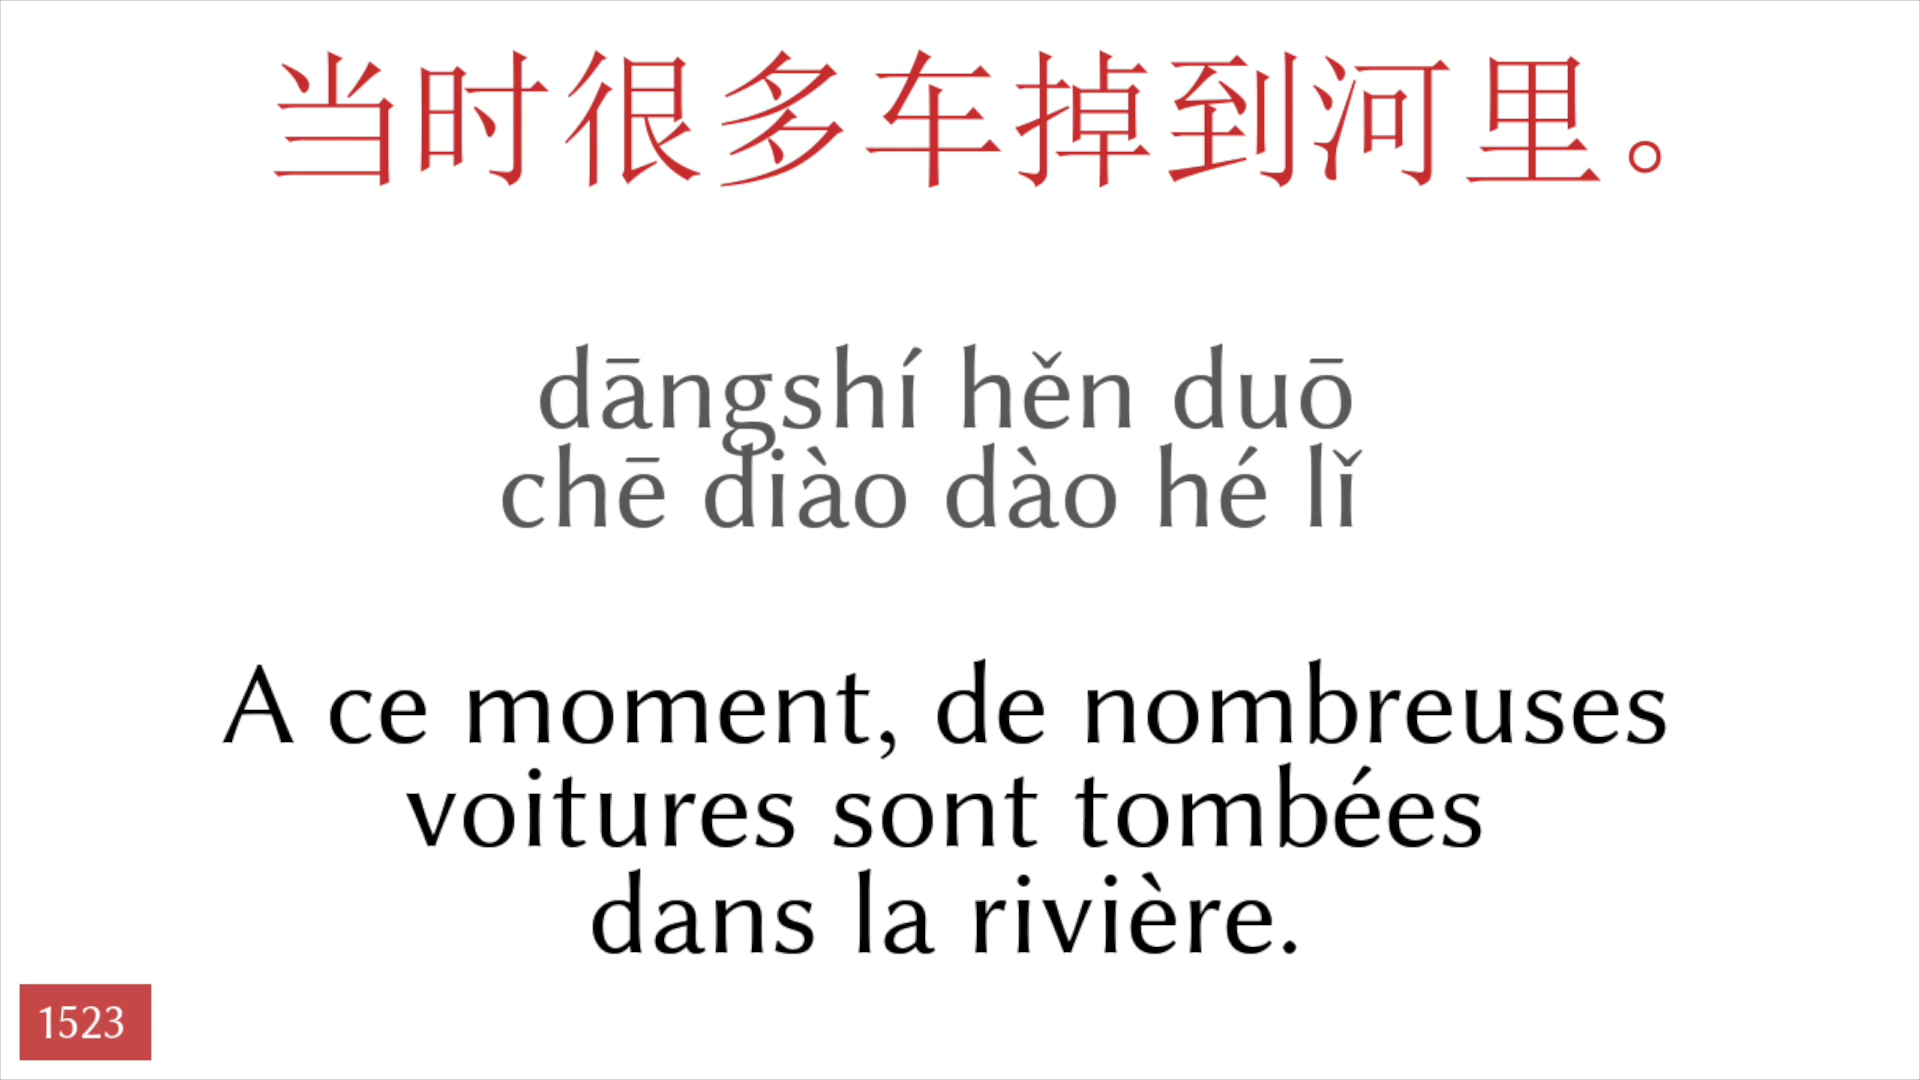 当时很多车掉到河里。
dāngshí hěn duō
chē diào dào hé lǐ
A ce moment, de nombreuses
voitures sont tombées
dans la rivière.
1523